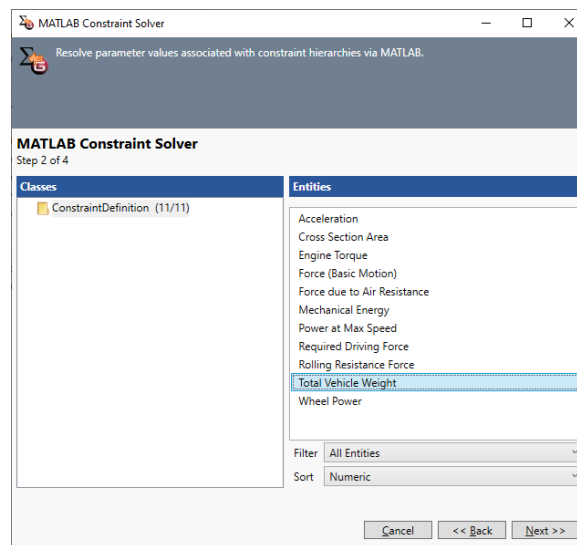 MATLAB Constraint Solver
Resolve parameter values associated with constraint hierarchies via MATLAB.
MATLAB Constraint Solver
Step 2 of 4
Classes
ConstraintDefinition (11/11)
Entities
Acceleration
Cross Section Area
Engine Torque
Force (Basic Motion)
Force due to Air Resistance
Mechanical Energy
Power at Max Speed
Required Driving Force
Rolling Resistance Force
Total Vehicle Weight
Wheel Power
Filter All Entities
Sort Numeric
Cancel << Back Next >>